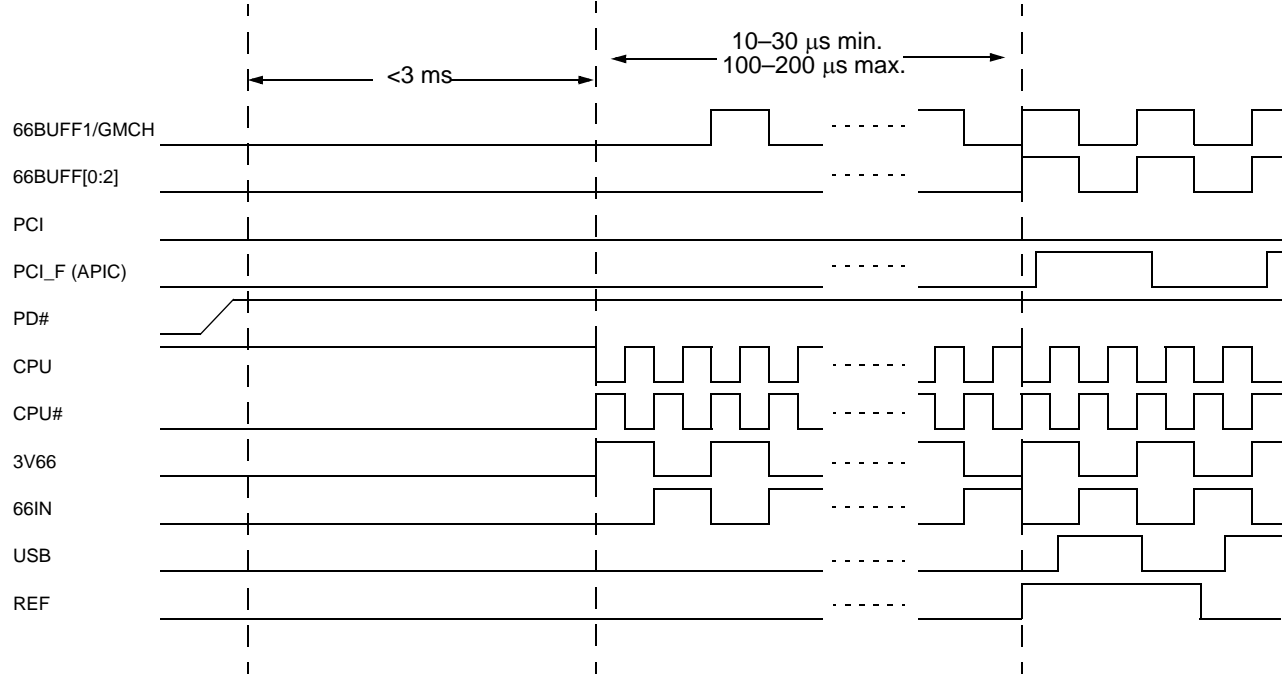 10–30 μs min.
100–200 μs max.
<3 ms
66BUFF1/GMCH
66BUFF[0:2]
PCI
PCI_F (APIC)
PD#
CPU
CPU#
3V66
66IN
USB
REF